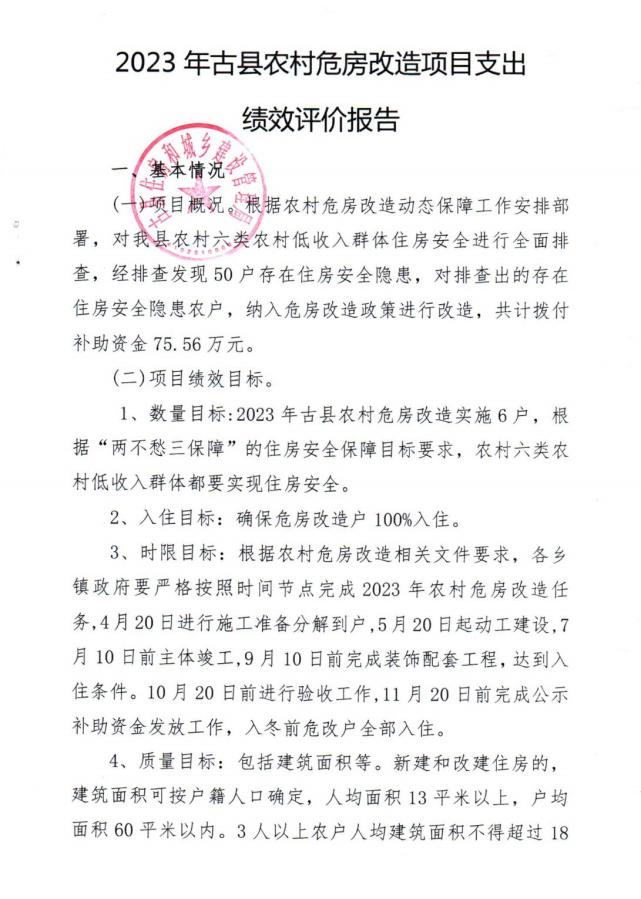 2023年古县农村危房改造项目支出
绩效评价报告
一、基本情况
(一)项目概况。根据农村危房改造动态保障工作安排部
署，对我县农村六类农村低收入群体住房安全进行全面排
查，经排查发现50户存在住房安全隐患，对排查出的存在
住房安全隐患农户，纳入危房改造政策进行改造，共计拨付
补助资金75.56万元。
(二)项目绩效目标。
1、数量目标:2023年古县农村危房改造实施6户，根
据“两不愁三保障”的住房安全保障目标要求，农村六类农
村低收入群体都要实现住房安全。
2、入住目标：确保危房改造户100%入住。
3、时限目标：根据农村危房改造相关文件要求，各乡
镇政府要严格按照时间节点完成2023年农村危房改造任
务,4月20日进行施工准备分解到户,5月20日起动工建设,7
月10日前主体竣工,9月10日前完成装饰配套工程,达到入
住条件。10月20日前进行验收工作,11月20日前完成公示
补助资金发放工作，入冬前危改户全部入住。
4、质量目标：包括建筑面积等。新建和改建住房的，
建筑面积可按户籍人口确定，人均面积13平米以上，户均
面积60平米以内。3人以上农户人均建筑面积不得超过18
古县住房和城乡建设管理局